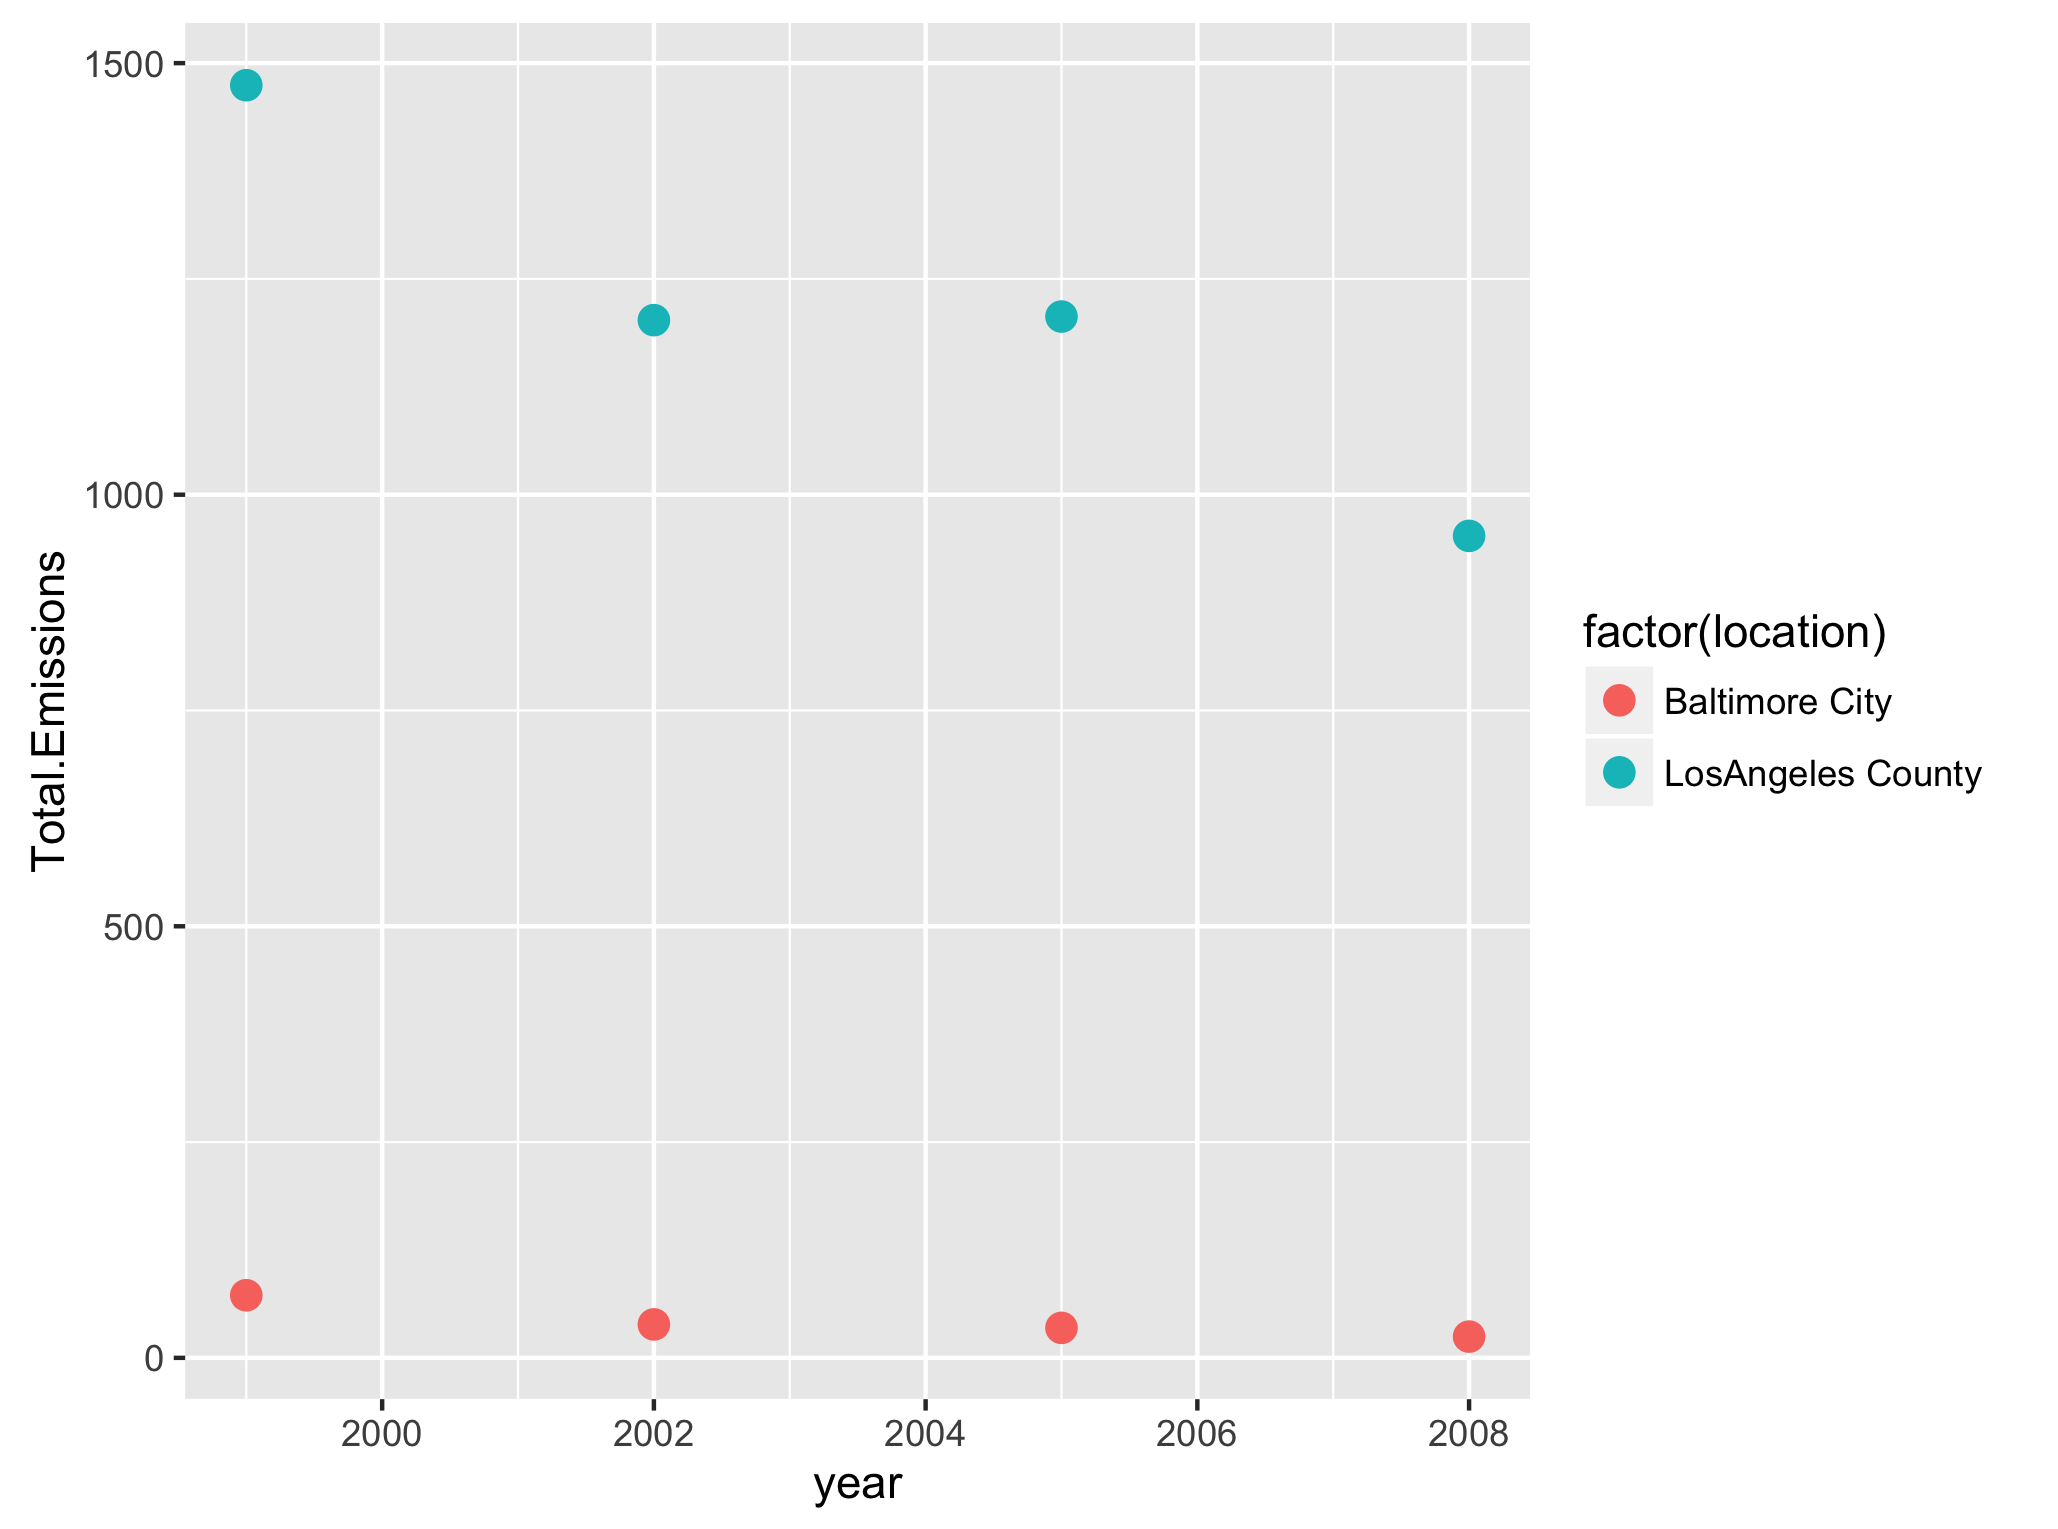 1500
1000
500
0
Total.Emissions
2000 2002 2004 2006 2008
year
factor(location)
Baltimore City
LosAngeles County